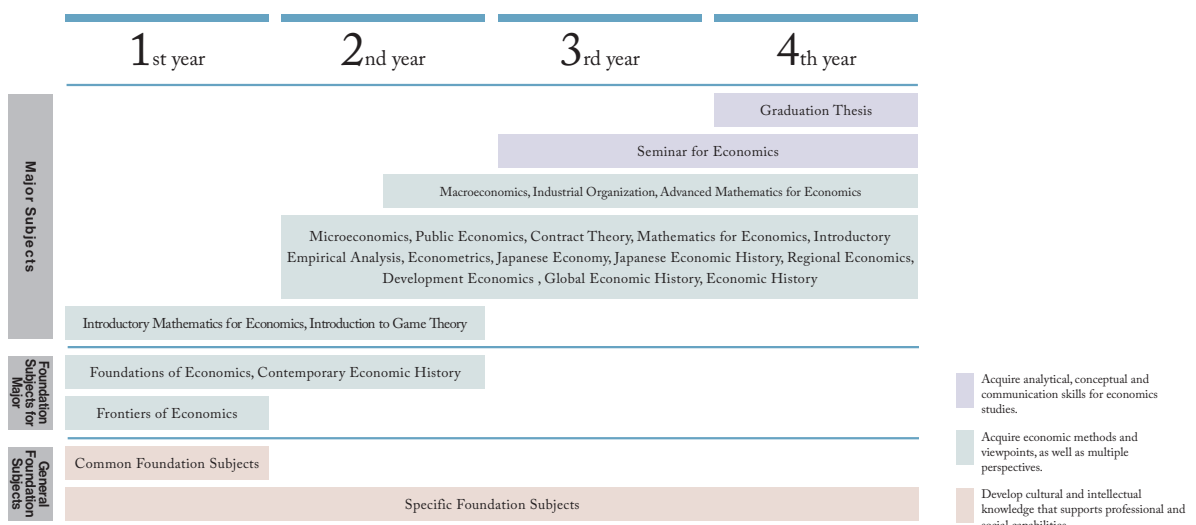 1st year
2nd year
3rd year
4th year
Major Subjects
Graduation Thesis
Seminar for Economics
Macroeconomics, Industrial Organization, Advanced Mathematics for Economics
Microeconomics, Public Economics, Contract Theory, Mathematics for Economics, Introductory
Empirical Analysis, Econometrics, Japanese Economy, Japanese Economic History, Regional Economics,
Development Economics , Global Economic History, Economic History
Introductory Mathematics for Economics, Introduction to Game Theory
Foundation
Subjects for
Major
Foundations of Economics, Contemporary Economic History
Frontiers of Economics
General
Foundation
Subjects
Common Foundation Subjects
Specific Foundation Subjects
Acquire analytical, conceptual and
communication skills for economics
studies.
Acquire economic methods and
viewpoints, as well as multiple
perspectives.
Develop cultural and intellectual
knowledge that supports professional and
social capabilities.